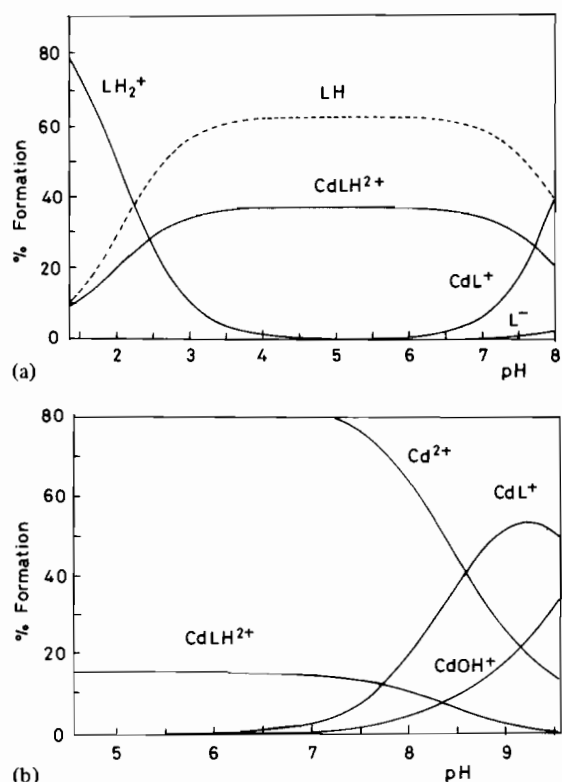 80
60
40
20
0
% Formation
LH₂⁺
LH
CdLH²⁺
CdL⁺
L⁻
2 3 4 5 6 7 8
pH
(a)
80
60
40
20
0
% Formation
Cd²⁺
CdL⁺
CdLH²⁺
CdOH⁺
5 6 7 8 9
pH
(b)